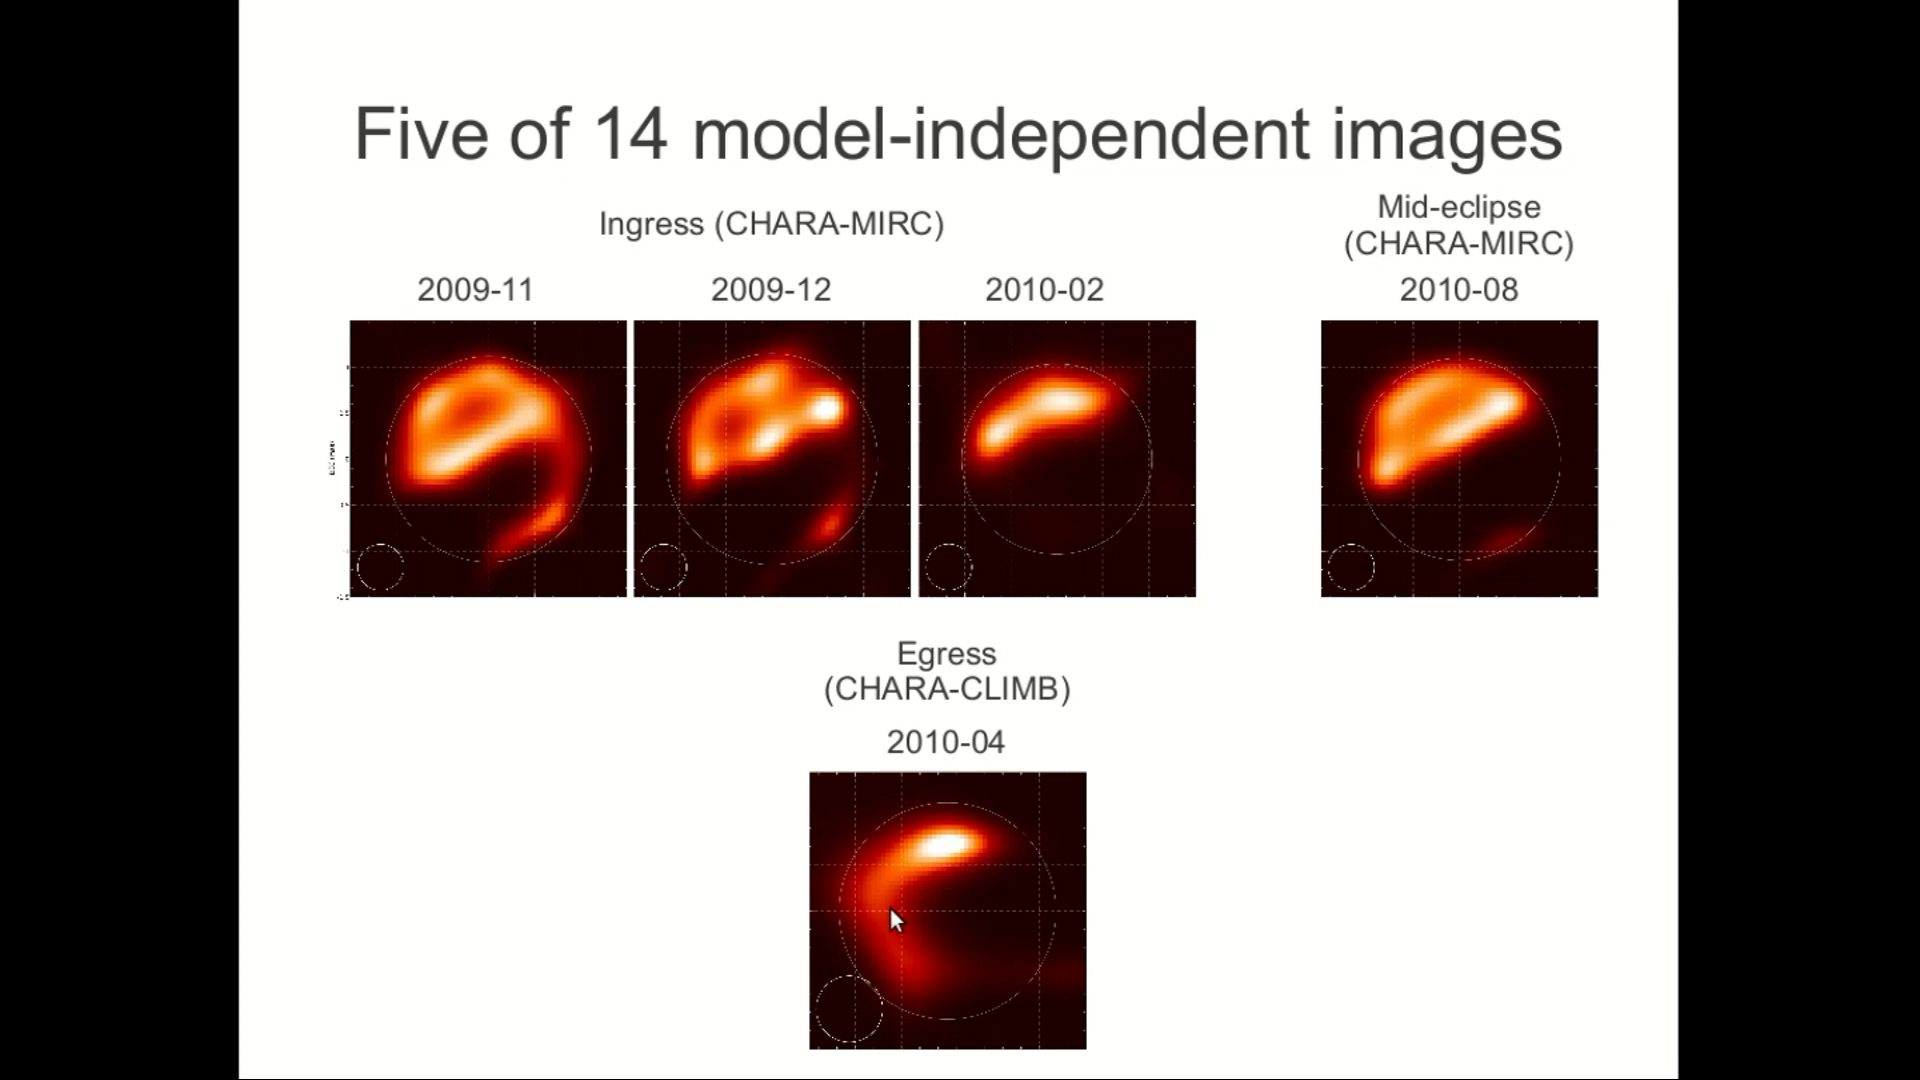 Five of 14 model-independent images
Ingress (CHARA-MIRC)
Mid-eclipse
(CHARA-MIRC)
2009-11
2009-12
2010-02
2010-08
Egress
(CHARA-CLIMB)
2010-04